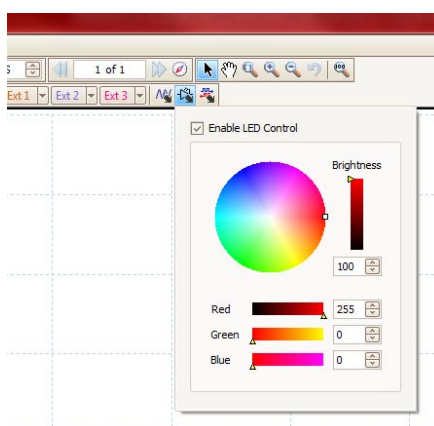 1 of 1
100
Ext 1 Ext 2 Ext 3
Enable LED Control
Brightness
100
Red 255
Green 0
Blue 0